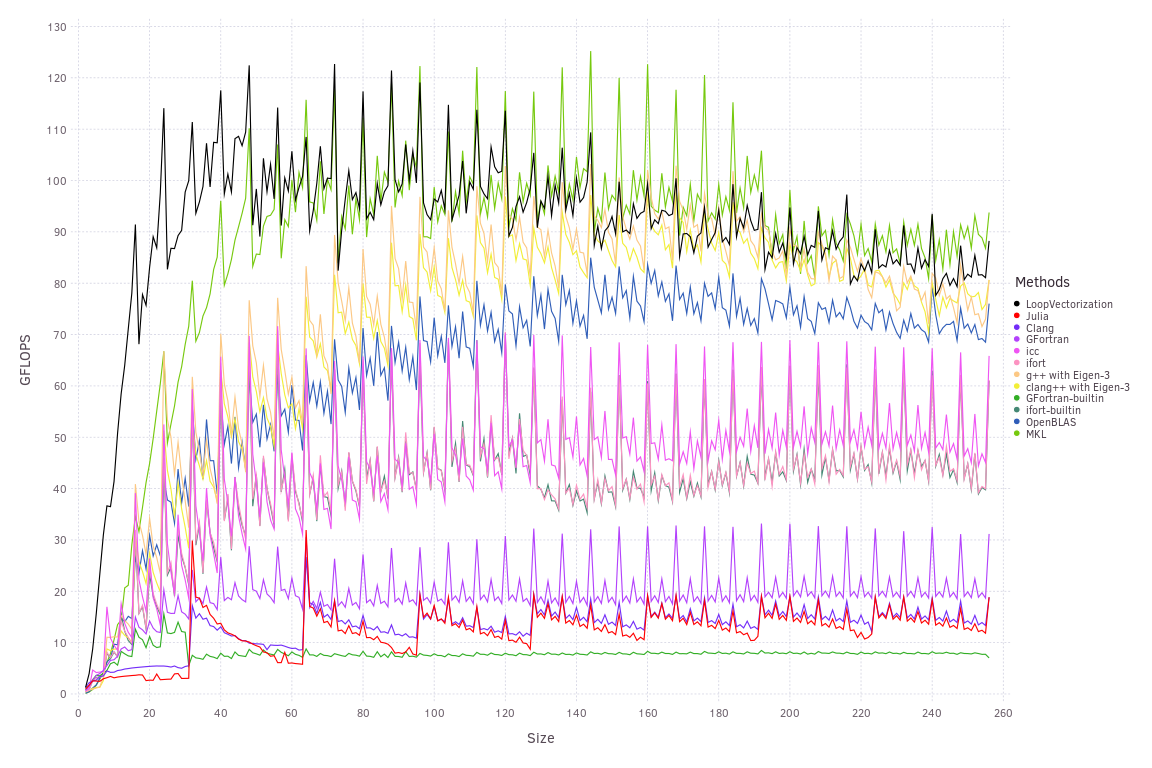 130
120
110
100
90
80
70
60
50
40
30
20
10
0
GFLOPS
0 20 40 60 80 100 120 140 160 180 200 220 240 260
Size
Methods
LoopVectorization
Julia
Clang
GFortran
icc
ifort
g++ with Eigen-3
clang++ with Eigen-3
GFortran-builtin
ifort-builtin
OpenBLAS
MKL